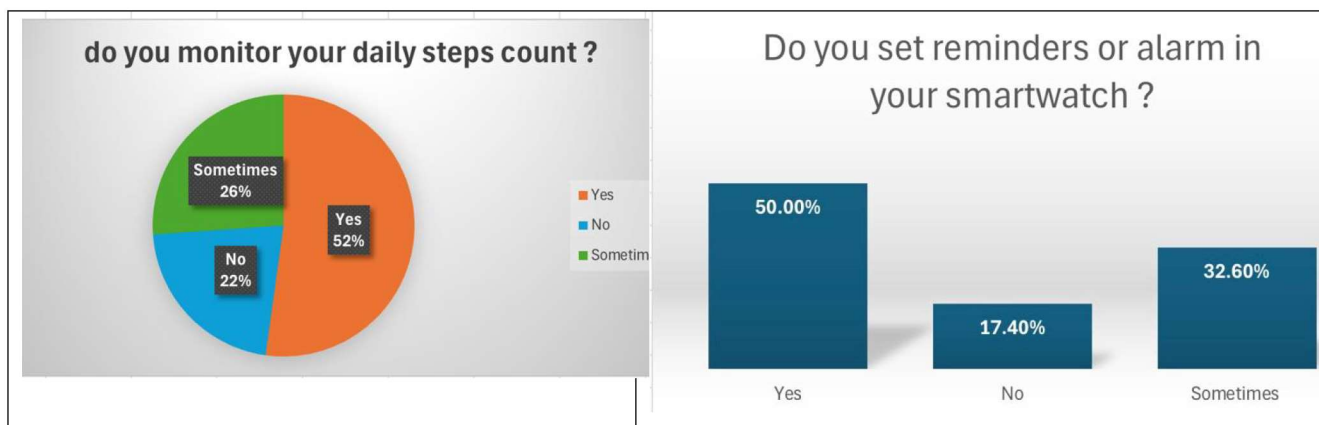 do you monitor your daily steps count ?
Sometimes
26%
Yes
52%
No
22%
Yes
No
Sometim
Do you set reminders or alarm in
your smartwatch ?
50.00%
17.40%
32.60%
Yes
No
Sometimes